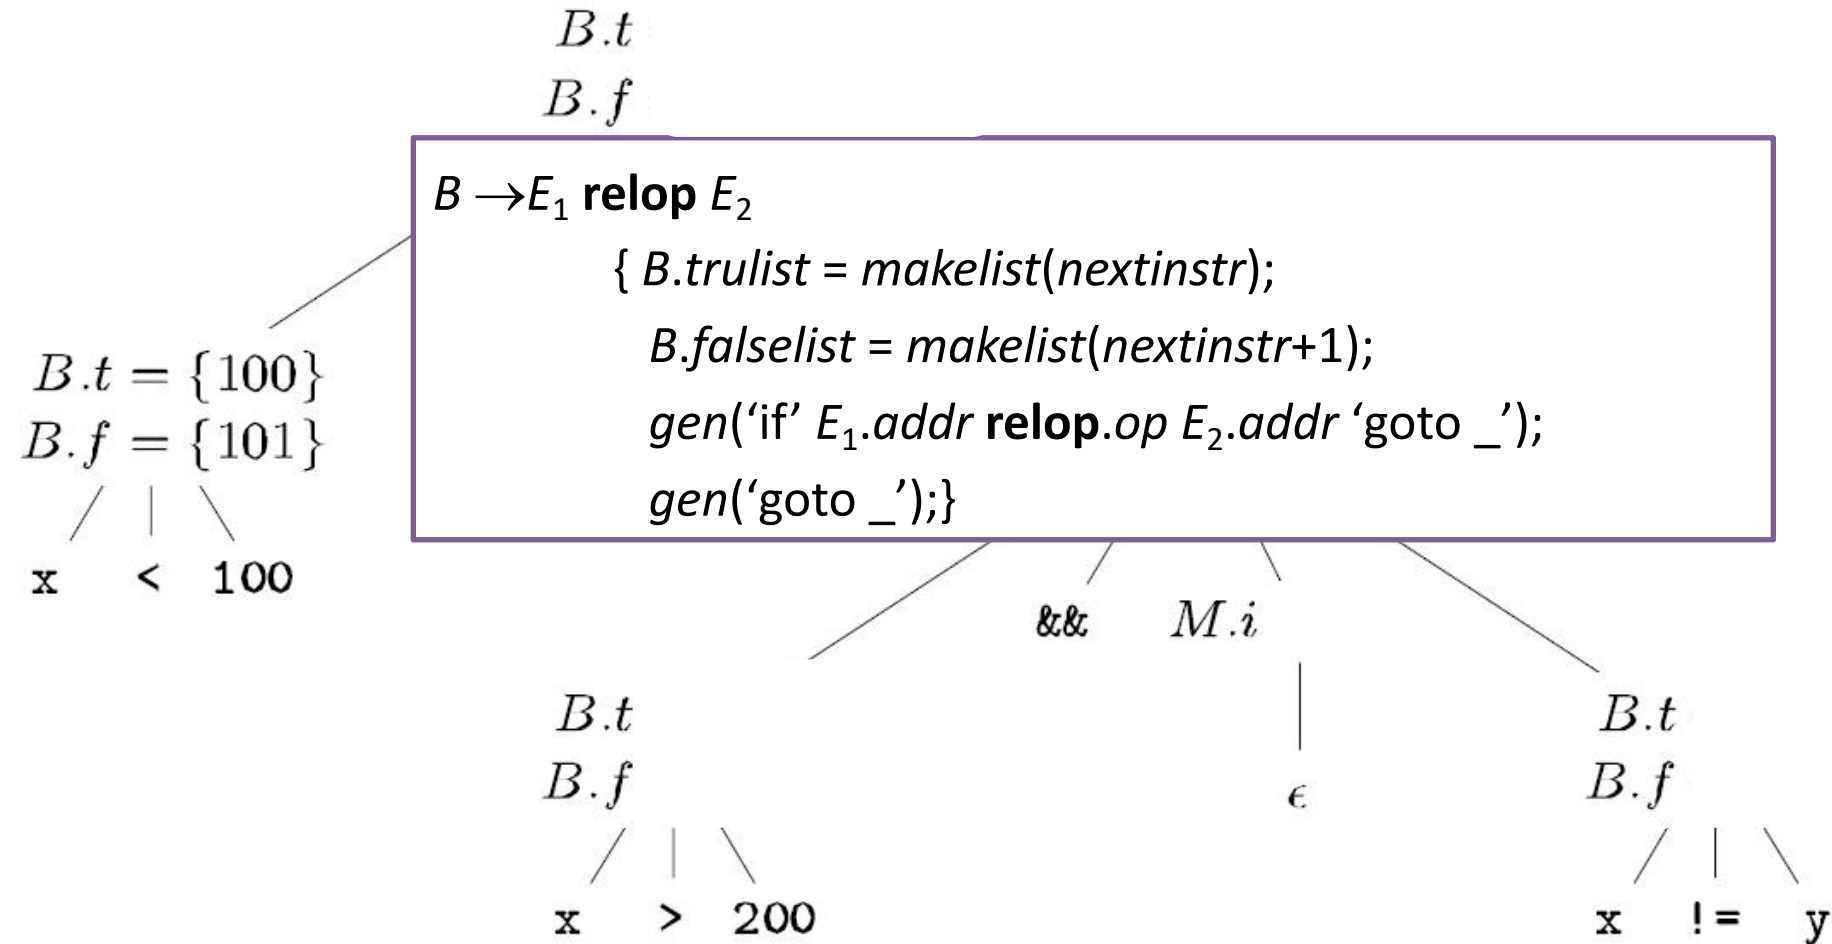 B.t
B.f
B →E₁ relop E₂
{ B.trulist = makelist(nextinstr);
B.falselist = makelist(nextinstr+1);
gen(‘if’ E₁.addr relop.op E₂.addr ‘goto _’);
gen(‘goto _’);}
B.t = {100}
B.f = {101}
x < 100
&& M.i
B.t
B.f
ϵ
x > 200
B.t
B.f
x != y